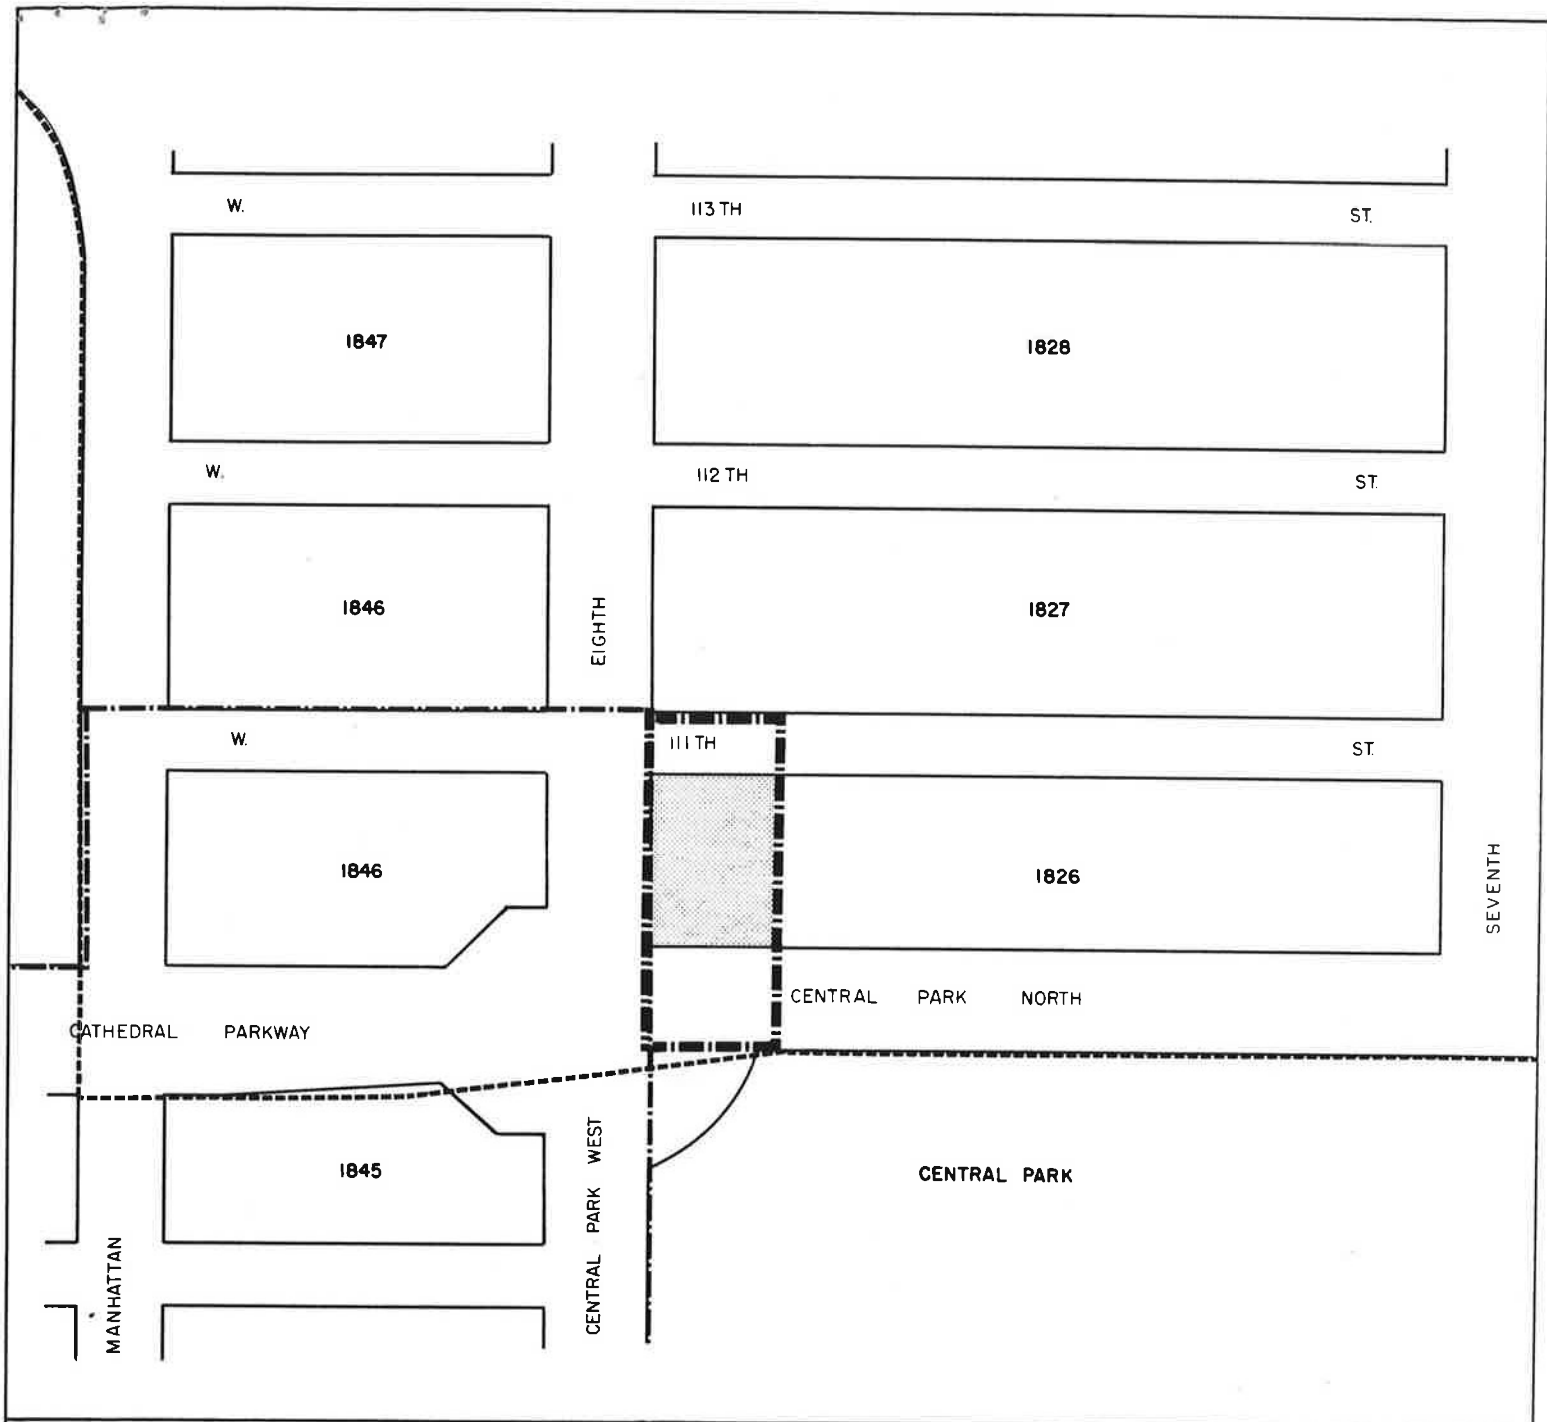 W. 113 TH ST.
1847 1828
W. 112 TH ST.
1846 1827
EIGHTH
W. 111 TH ST.
1846 1826
SEVENTH
CENTRAL PARK NORTH
CATHEDRAL PARKWAY
1845
CENTRAL PARK WEST
CENTRAL PARK
MANHATTAN